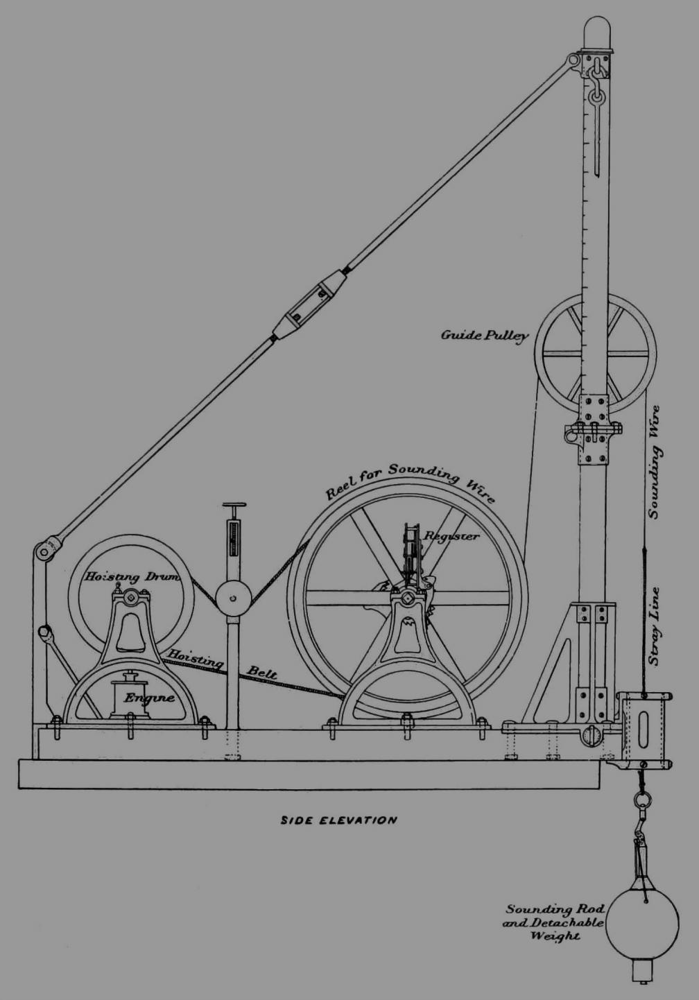 Guide Pulley
Sounding Wire
Reel for Sounding Wire
Register
Hoisting Drum
Stray Line
Hoisting Belt
Engine
SIDE ELEVATION
Sounding Rod
and Detachable
Weight